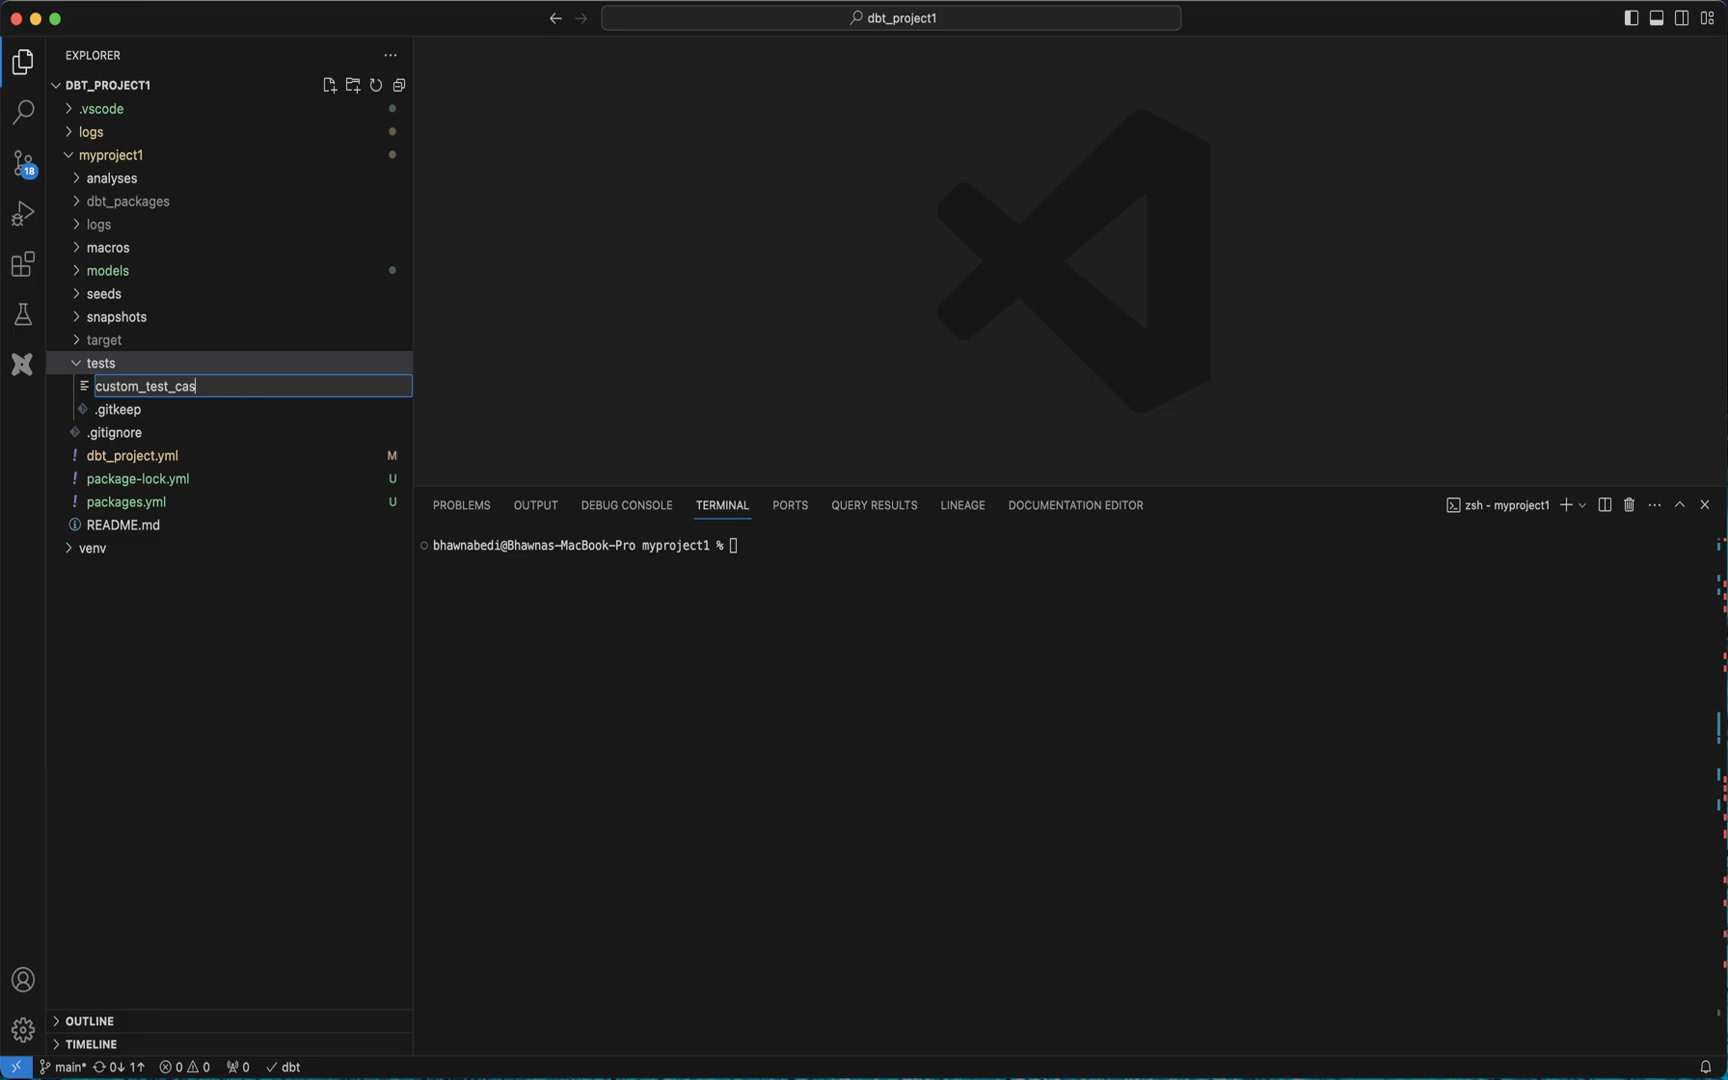 dbt_project1
EXPLORER
DBT_PROJECT1
.vscode
logs
myproject1
analyses
dbt_packages
logs
macros
models
seeds
snapshots
target
tests
custom_test_cas
.gitkeep
.gitignore
dbt_project.yml M
package-lock.yml U
packages.yml U
README.md
venv
18
PROBLEMS OUTPUT DEBUG CONSOLE TERMINAL PORTS QUERY RESULTS LINEAGE DOCUMENTATION EDITOR zsh - myproject1
bhawnabedi@Bhawnas-MacBook-Pro myproject1 %
OUTLINE
TIMELINE
main* 0↓ 1↑ 0 0 0 dbt